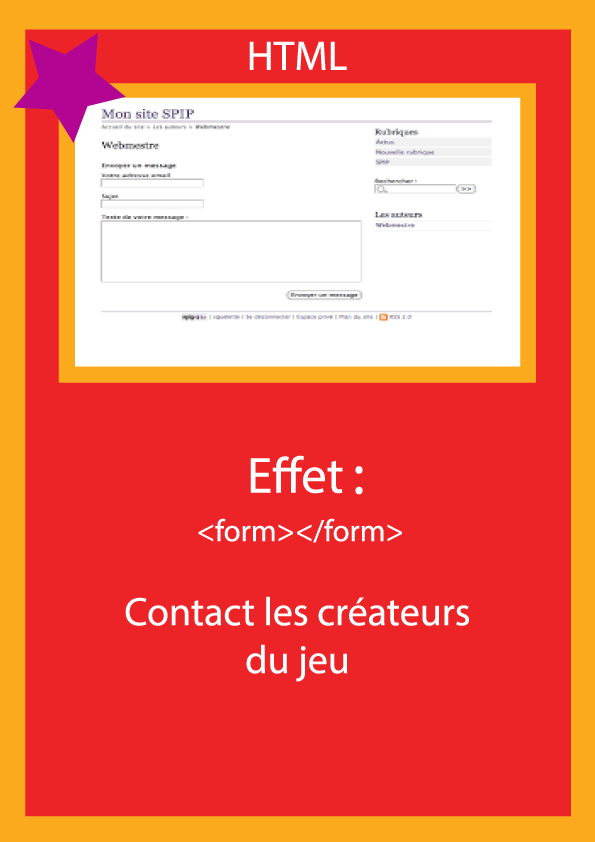 HTML
Mon site SPIP
Accueil du site > Les auteurs > Webmestre
Webmestre
Envoyer un message
Votre adresse email
Sujet
Texte de votre message :
Envoyer un message
Rubriques
Actus
Nouvelle rubrique
SPIP
Rechercher :
>>
Les auteurs
Webmestre
| squelette | Se déconnecter | Espace privé | Plan du site | RSS 2.0
Effet :
<form></form>
Contact les créateurs
du jeu